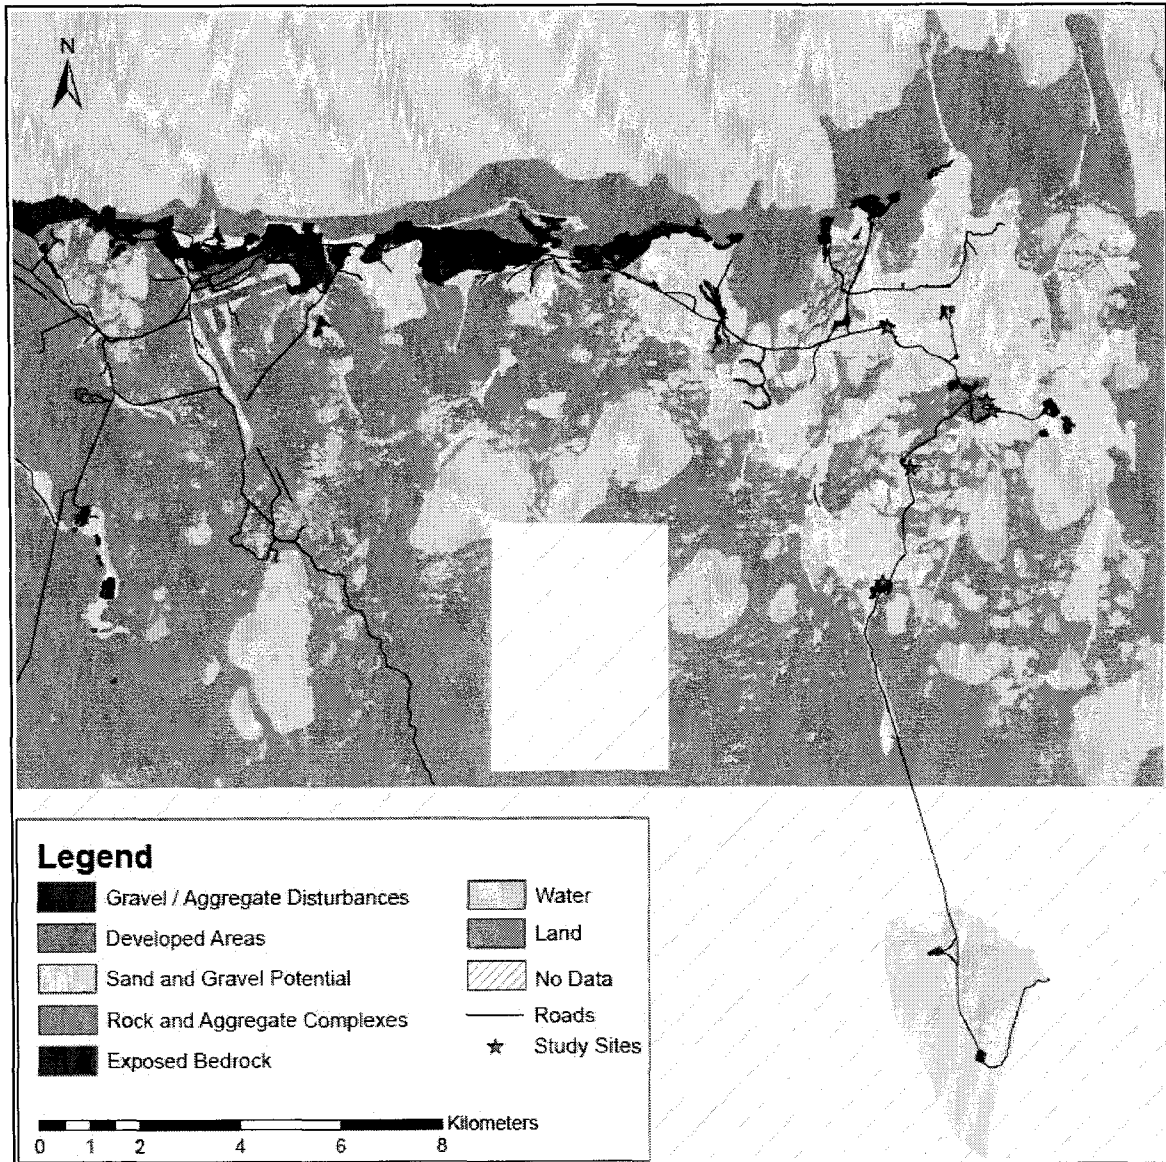 N
Legend
Gravel / Aggregate Disturbances
Developed Areas
Sand and Gravel Potential
Rock and Aggregate Complexes
Exposed Bedrock
Water
Land
No Data
Roads
Study Sites
Kilometers
0 1 2 4 6 8